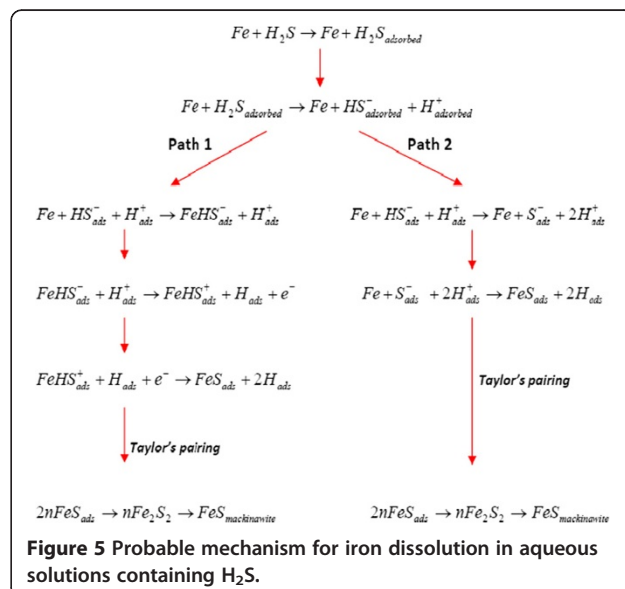 Fe + H₂S → Fe + H₂S_adsorbed
Fe + H₂S_adsorbed → Fe + HS⁻_adsorbed + H⁺_adsorbed
Path 1 Path 2
Fe + HS⁻_ads + H⁺_ads → FeHS⁻_ads + H⁺_ads Fe + HS⁻_ads + H⁺_ads → Fe + S⁻_ads + 2H⁺_ads
FeHS⁻_ads + H⁺_ads → FeHS⁺_ads + H_ads + e⁻ Fe + S⁻_ads + 2H⁺_ads → FeS_ads + 2H_eds
FeHS⁺_ads + H_ads + e⁻ → FeS_ads + 2H_ads
Taylor's pairing
Taylor's pairing
2nFeS_ads → nFe₂S₂ → FeS_mackinawite 2nFeS_ads → nFe₂S₂ → FeS_mackinawite
Figure 5 Probable mechanism for iron dissolution in aqueous
solutions containing H₂S.